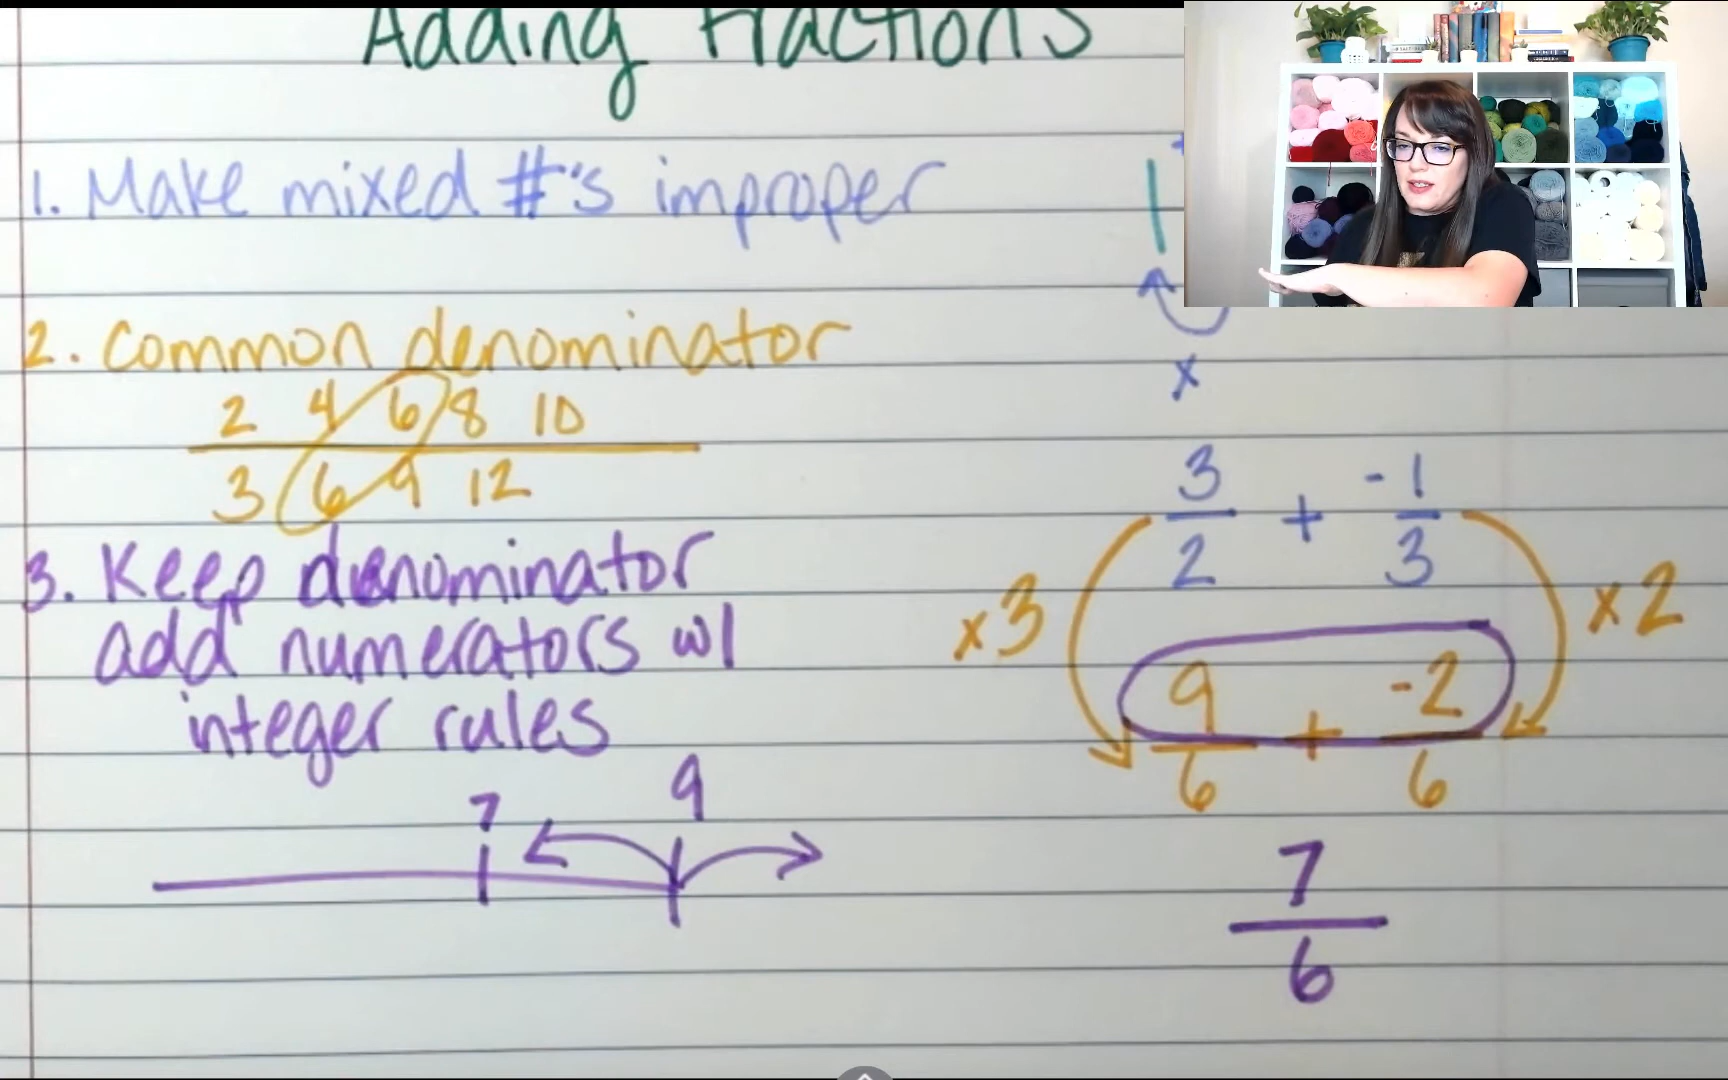 Adding Fractions
1. Make mixed #'s improper
1
x
2. Common denominator
2 4 6 8 10
3 6 9 12
3. Keep denominator
add numerators w/
integer rules
7 9
3/2 + -1/3
x3 x2
9/6 + -2/6
7/6